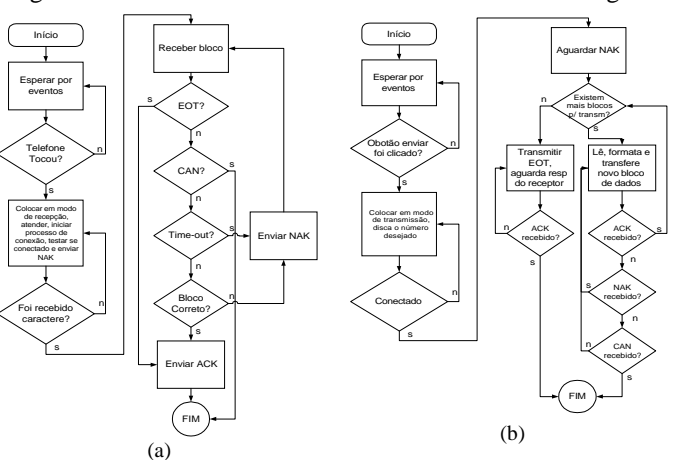 Início
Esperar por
eventos
n
Telefone
Tocou?
s
Colocar em modo
de recepção,
atender, iniciar
processo de
conexão, testar se
conectado e enviar
NAK
Foi recebido
caractere?
n
s
Receber bloco
s
EOT?
n
CAN?
s
n
Time-out?
s
Enviar NAK
n
Bloco
Correto?
n
s
Enviar ACK
FIM
(a)
Início
Esperar por
eventos
n
Obotão enviar
foi clicado?
s
Colocar em modo
de transmissão,
disca o número
desejado
Conectado
n
s
Aguardar NAK
n
Existem
mais blocos
p/ transm?
s
Transmitir
EOT,
aguarda resp
do receptor
n
ACK
recebido?
s
Lê, formata e
transfere
novo bloco
de dados
ACK
recebido?
s
n
s
NAK
recebido?
n
n
CAN
recebido?
s
FIM
(b)